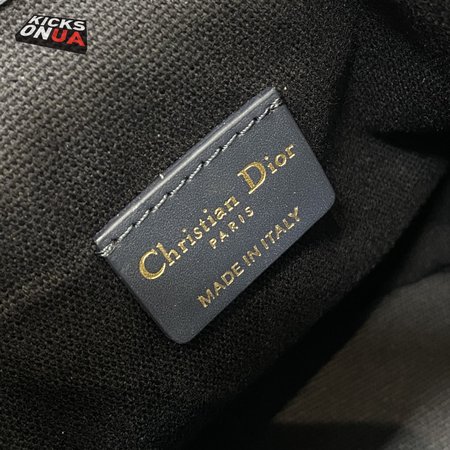 KICKS
ONUA
Christian Dior
PARIS
MADE IN ITALY